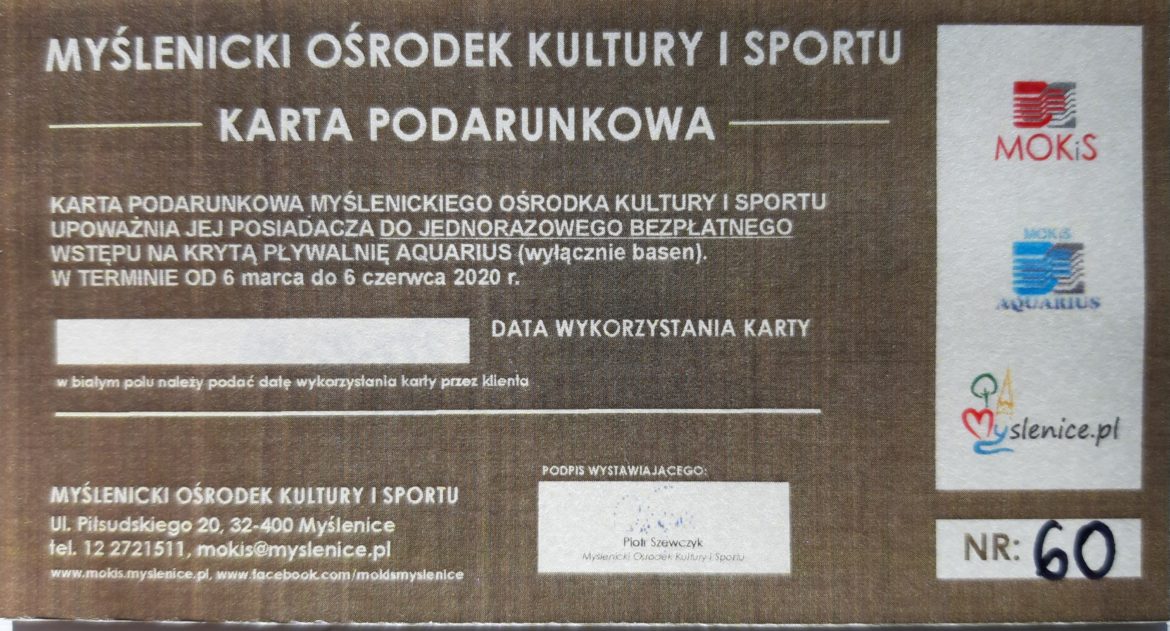 MYŚLENICKI OŚRODEK KULTURY I SPORTU
KARTA PODARUNKOWA
KARTA PODARUNKOWA MYŚLENICKIEGO OŚRODKA KULTURY I SPORTU
UPOWAŻNIA JEJ POSIADACZA DO JEDNORAZOWEGO BEZPŁATNEGO
WSTĘPU NA KRYTĄ PŁYWALNIĘ AQUARIUS (wyłącznie basen).
W TERMINIE OD 6 marca do 6 czerwca 2020 r.
DATA WYKORZYSTANIA KARTY
w białym polu należy podać datę wykorzystania karty przez klienta
MYŚLENICKI OŚRODEK KULTURY I SPORTU
Ul. Piłsudskiego 20, 32-400 Myślenice
tel. 12 2721511, mokis@myslenice.pl
www.mokis.myslenice.pl, www.facebook.com/mokismyslenice
PODPIS WYSTAWIAJĄCEGO:
Piotr Szewczyk
Myślenicki Ośrodek Kultury i Sportu
MOKiS
MOKiS
AQUARIUS
Myslenice.pl
NR: 60